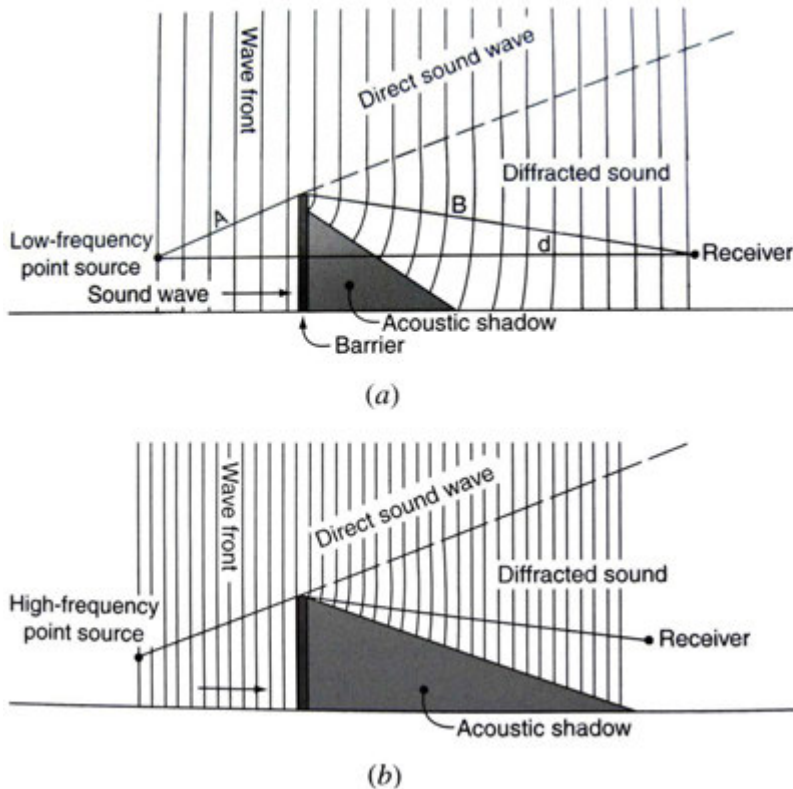 Wave front
Direct sound wave
Diffracted sound
A
B
d
Low-frequency
point source
Receiver
Sound wave
Acoustic shadow
Barrier
(a)
Wave front
Direct sound wave
Diffracted sound
High-frequency
point source
Receiver
Acoustic shadow
(b)